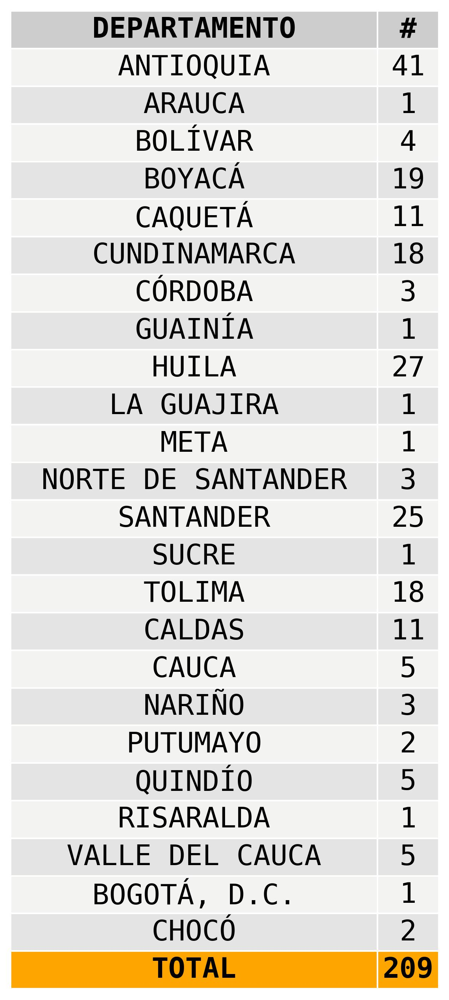 DEPARTAMENTO #
ANTIOQUIA 41
ARAUCA 1
BOLÍVAR 4
BOYACÁ 19
CAQUETÁ 11
CUNDINAMARCA 18
CÓRDOBA 3
GUAINÍA 1
HUILA 27
LA GUAJIRA 1
META 1
NORTE DE SANTANDER 3
SANTANDER 25
SUCRE 1
TOLIMA 18
CALDAS 11
CAUCA 5
NARIÑO 3
PUTUMAYO 2
QUINDÍO 5
RISARALDA 1
VALLE DEL CAUCA 5
BOGOTÁ, D.C. 1
CHOCÓ 2
TOTAL 209